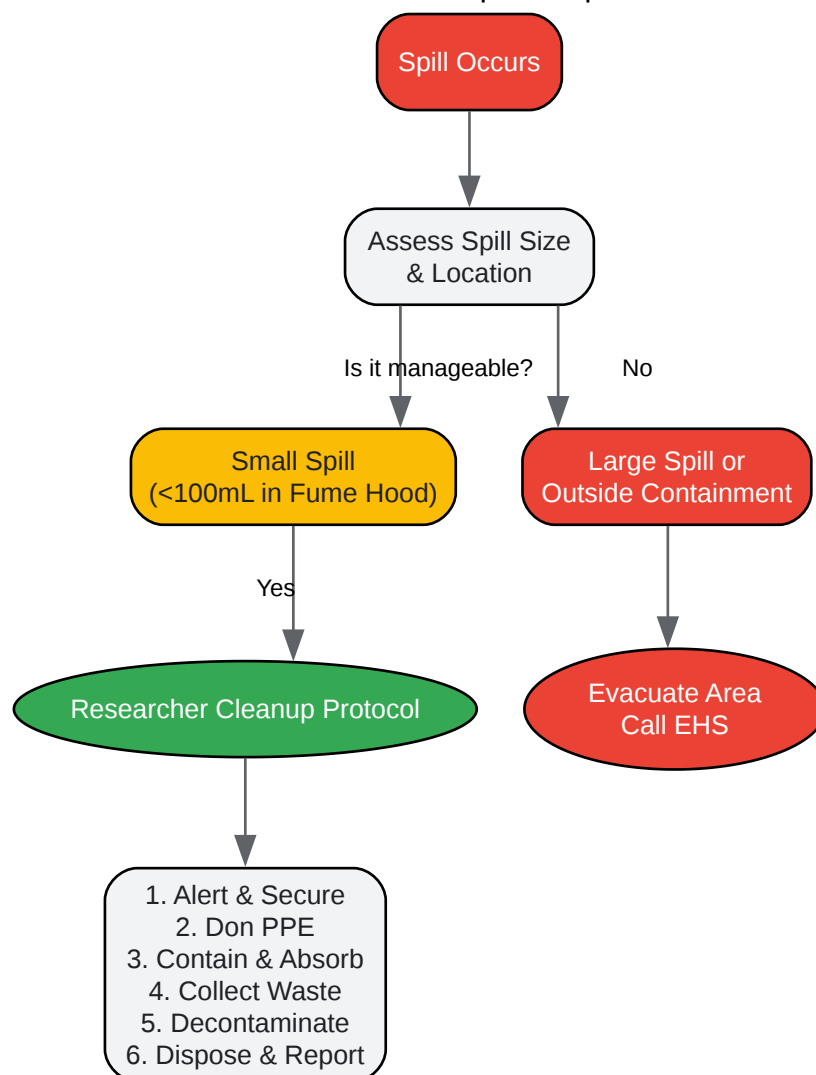 Spill Occurs
Assess Spill Size
& Location
Is it manageable?
No
Small Spill
(<100mL in Fume Hood)
Large Spill or
Outside Containment
Yes
Researcher Cleanup Protocol
Evacuate Area
Call EHS
1. Alert & Secure
2. Don PPE
3. Contain & Absorb
4. Collect Waste
5. Decontaminate
6. Dispose & Report